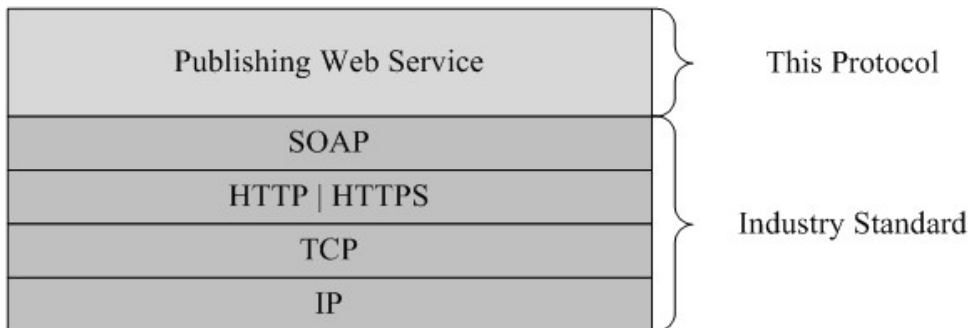 Publishing Web Service
This Protocol
SOAP
HTTP | HTTPS
TCP
IP
Industry Standard